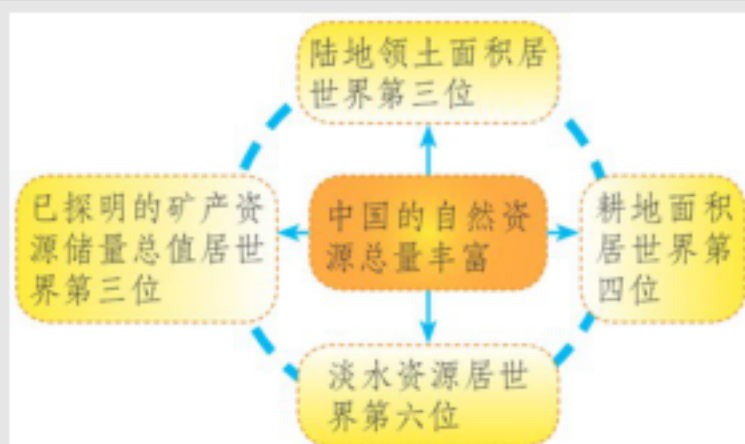 陆地领土面积居
世界第三位
已探明的矿产资
源储量总值居世
界第三位
中国的自然资
源总量丰富
耕地面积
居世界第
四位
淡水资源居世
界第六位